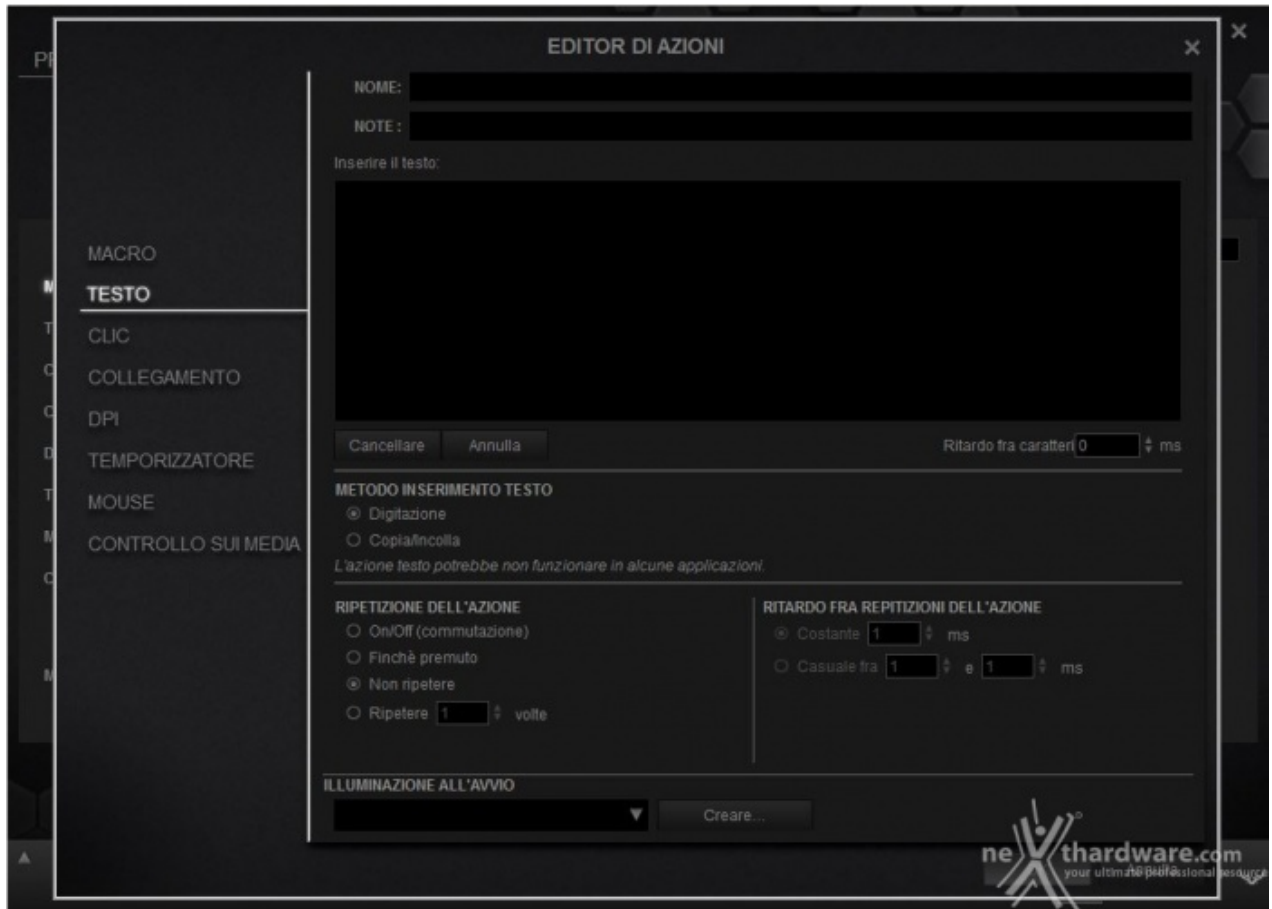 EDITOR DI AZIONI
NOME:
NOTE :
Inserire il testo:
MACRO
TESTO
CLIC
COLLEGAMENTO
DPI
TEMPORIZZATORE
MOUSE
CONTROLLO SUI MEDIA
Cancellare
Annulla
Ritardo fra caratteri 0 ms
METODO INSERIMENTO TESTO
Digitazione
Copia/Incolla
L'azione testo potrebbe non funzionare in alcune applicazioni.
RIPETIZIONE DELL'AZIONE
On/Off (commutazione)
Finchè premuto
Non ripetere
Ripetere 1 volte
RITARDO FRA REPITIZIONI DELL'AZIONE
Costante 1 ms
Casuale fra 1 e 1 ms
ILLUMINAZIONE ALL'AVVIO
Creare...
nexthardware.com
your ultimate professional resource
Annulla